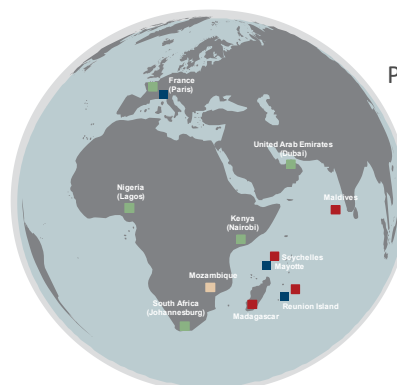 France
(Paris)
P
United Arab Emirates
(Dubai)
Nigeria
(Lagos)
Maldives
Kenya
(Nairobi)
Seychelles
Mayotte
Mozambique
South Africa
(Johannesburg)
Reunion Island
Madagascar